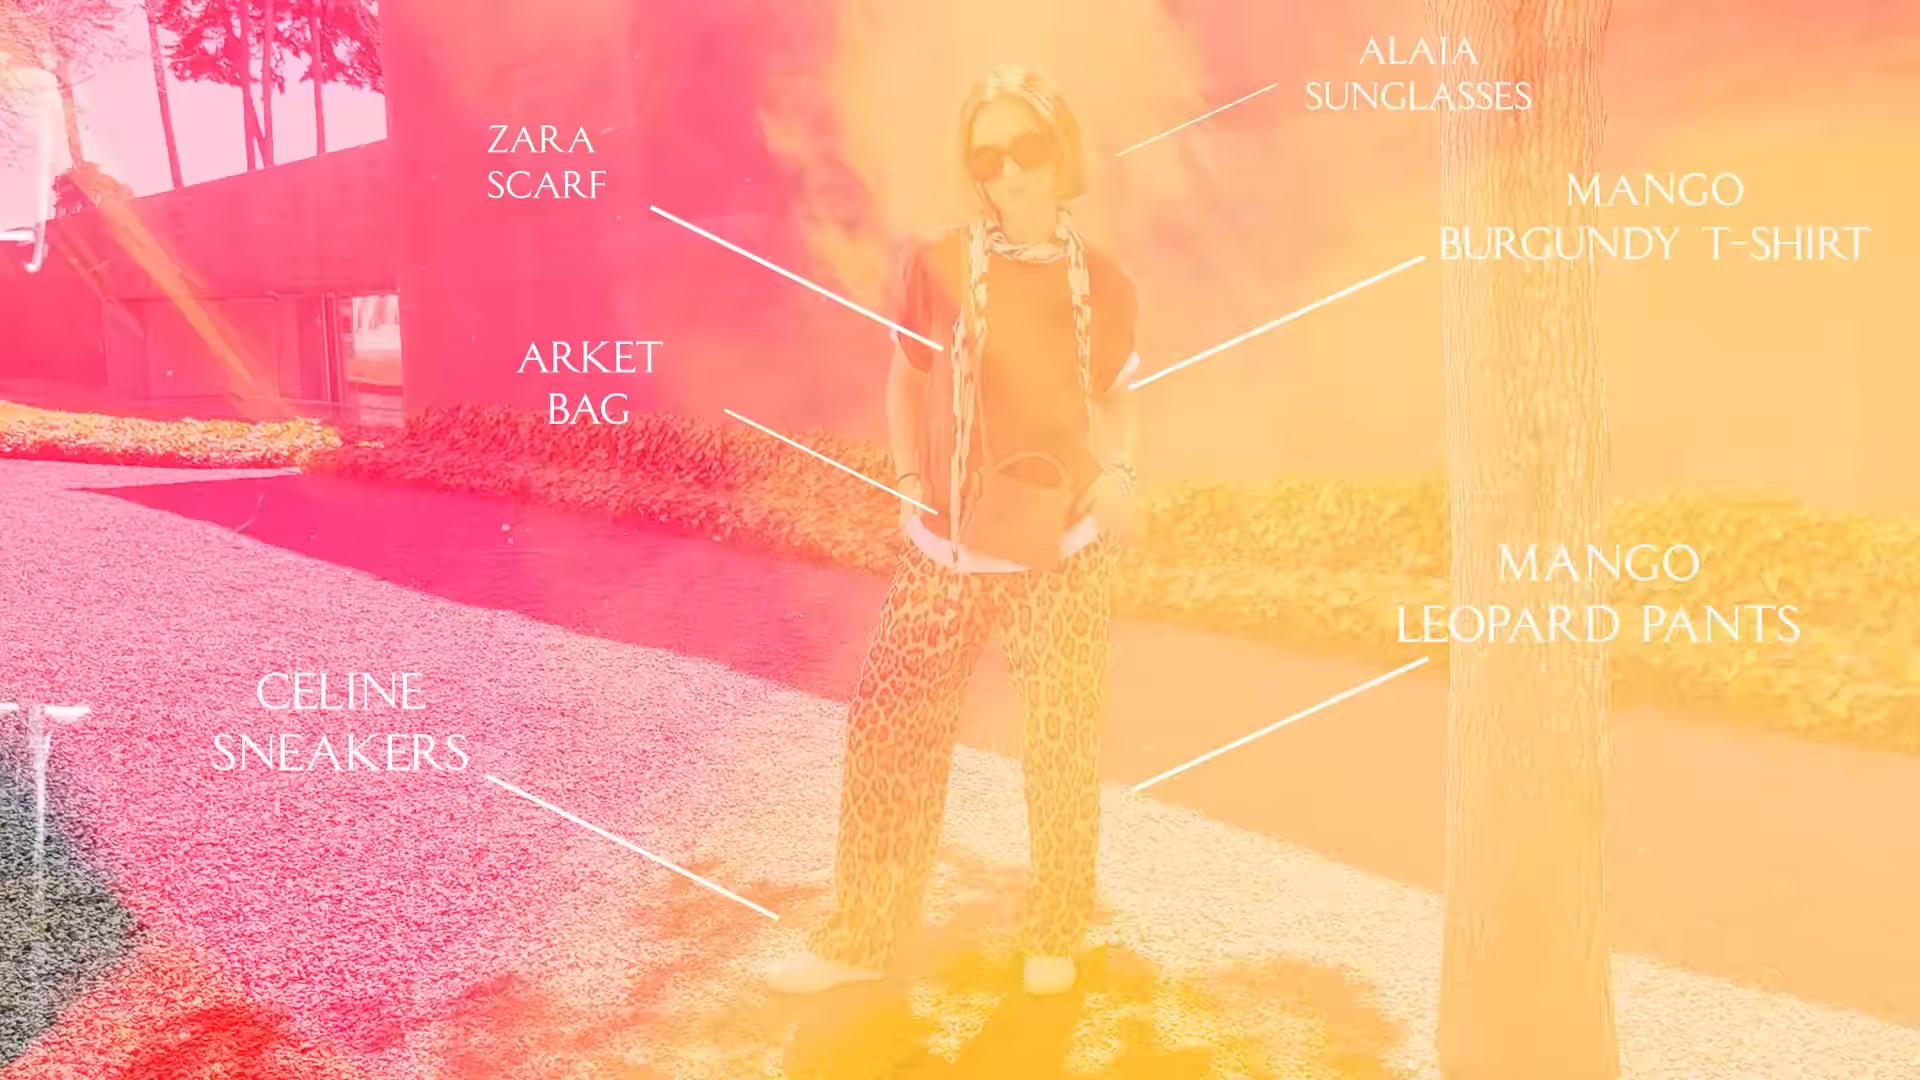 ALAIA
SUNGLASSES
ZARA
SCARF
MANGO
BURGUNDY T-SHIRT
ARKET
BAG
MANGO
LEOPARD PANTS
CELINE
SNEAKERS